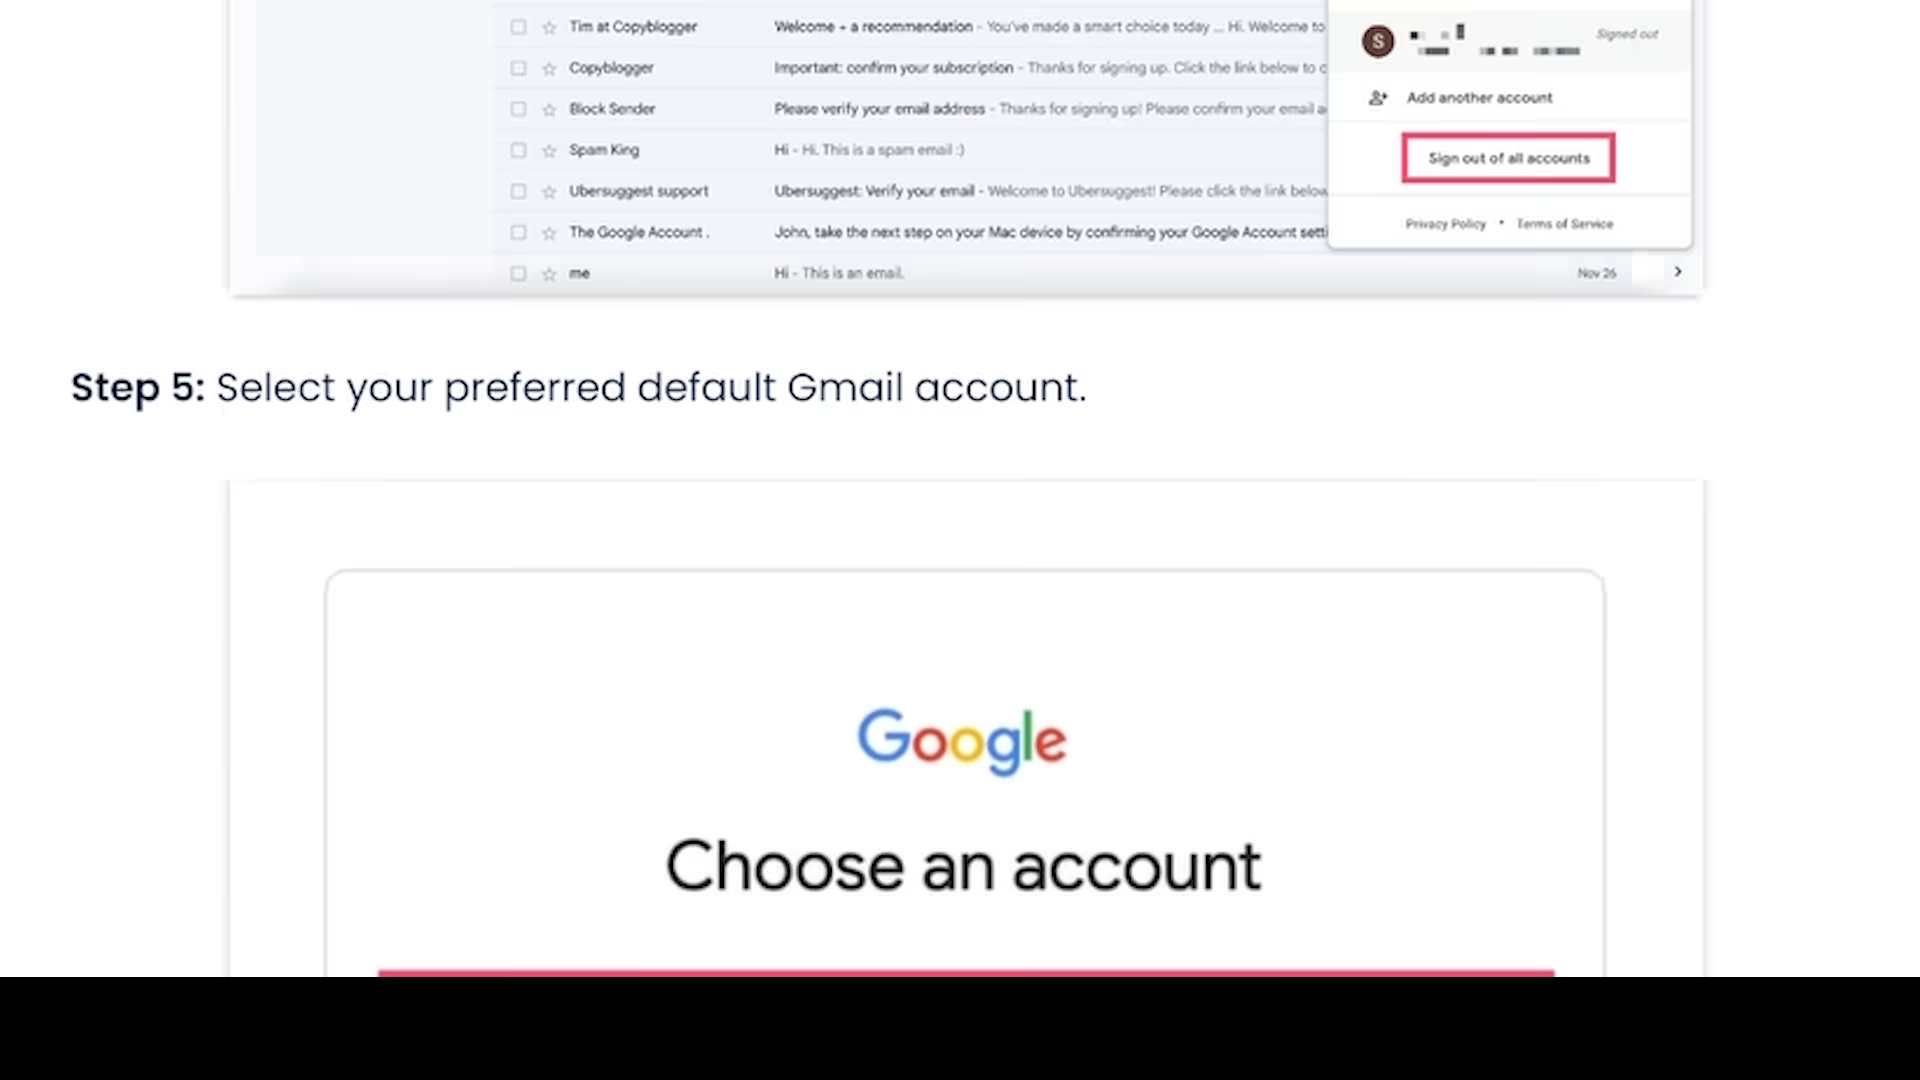 Tim at Copyblogger Welcome + a recommendation - You've made a smart choice today ... Hi. Welcome to
S Signed out
Copyblogger Important: confirm your subscription - Thanks for signing up. Click the link below to c
Block Sender Please verify your email address - Thanks for signing up! Please confirm your email a
Add another account
Spam King Hi - Hi. This is a spam email :)
Sign out of all accounts
Ubersuggest support Ubersuggest: Verify your email - Welcome to Ubersuggest! Please click the link below
The Google Account . John, take the next step on your Mac device by confirming your Google Account setti
Privacy Policy • Terms of Service
me Hi - This is an email. Nov 26
Step 5: Select your preferred default Gmail account.
Google
Choose an account